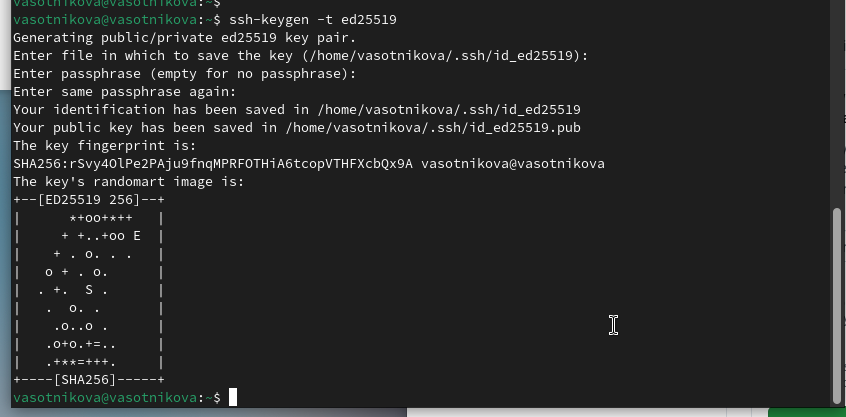 vasotnikova@vasotnikova:~$
vasotnikova@vasotnikova:~$ ssh-keygen -t ed25519
Generating public/private ed25519 key pair.
Enter file in which to save the key (/home/vasotnikova/.ssh/id_ed25519):
Enter passphrase (empty for no passphrase):
Enter same passphrase again:
Your identification has been saved in /home/vasotnikova/.ssh/id_ed25519
Your public key has been saved in /home/vasotnikova/.ssh/id_ed25519.pub
The key fingerprint is:
SHA256:rSvy4OlPe2PAju9fnqMPRFOTHiA6tcopVTHFXcbQx9A vasotnikova@vasotnikova
The key's randomart image is:
+--[ED25519 256]--+
|      *+oo+*++   |
|     + +..+oo E  |
|    + . o. . .   |
|   o + . o.      |
|  . +.  S .      |
|   .  o. .       |
|    .o..o .      |
|   .o+o.+=..     |
|   .+**=+++.     |
+----[SHA256]-----+
vasotnikova@vasotnikova:~$